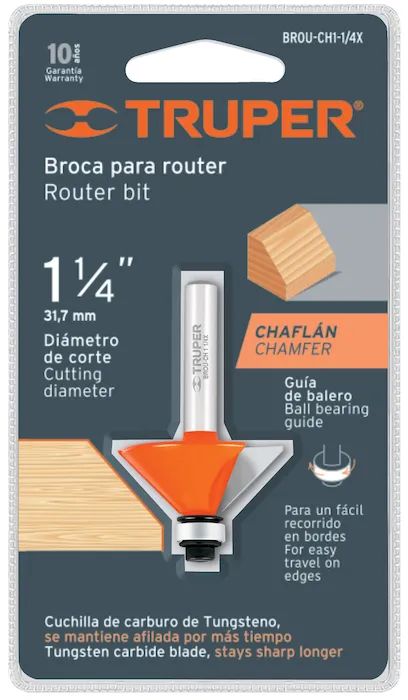 BROU-CH1-1/4X
10 años
Garantía
Warranty
TRUPER®
Broca para router
Router bit
1 1/4"
31,7 mm
Diámetro
de corte
Cutting
diameter
TRUPER
BROU-CH 1 1/4X
CHAFLÁN
CHAMFER
Guía
de balero
Ball bearing
guide
Para un fácil
recorrido
en bordes
For easy
travel on
edges
Cuchilla de carburo de Tungsteno,
se mantiene afilada por más tiempo
Tungsten carbide blade, stays sharp longer